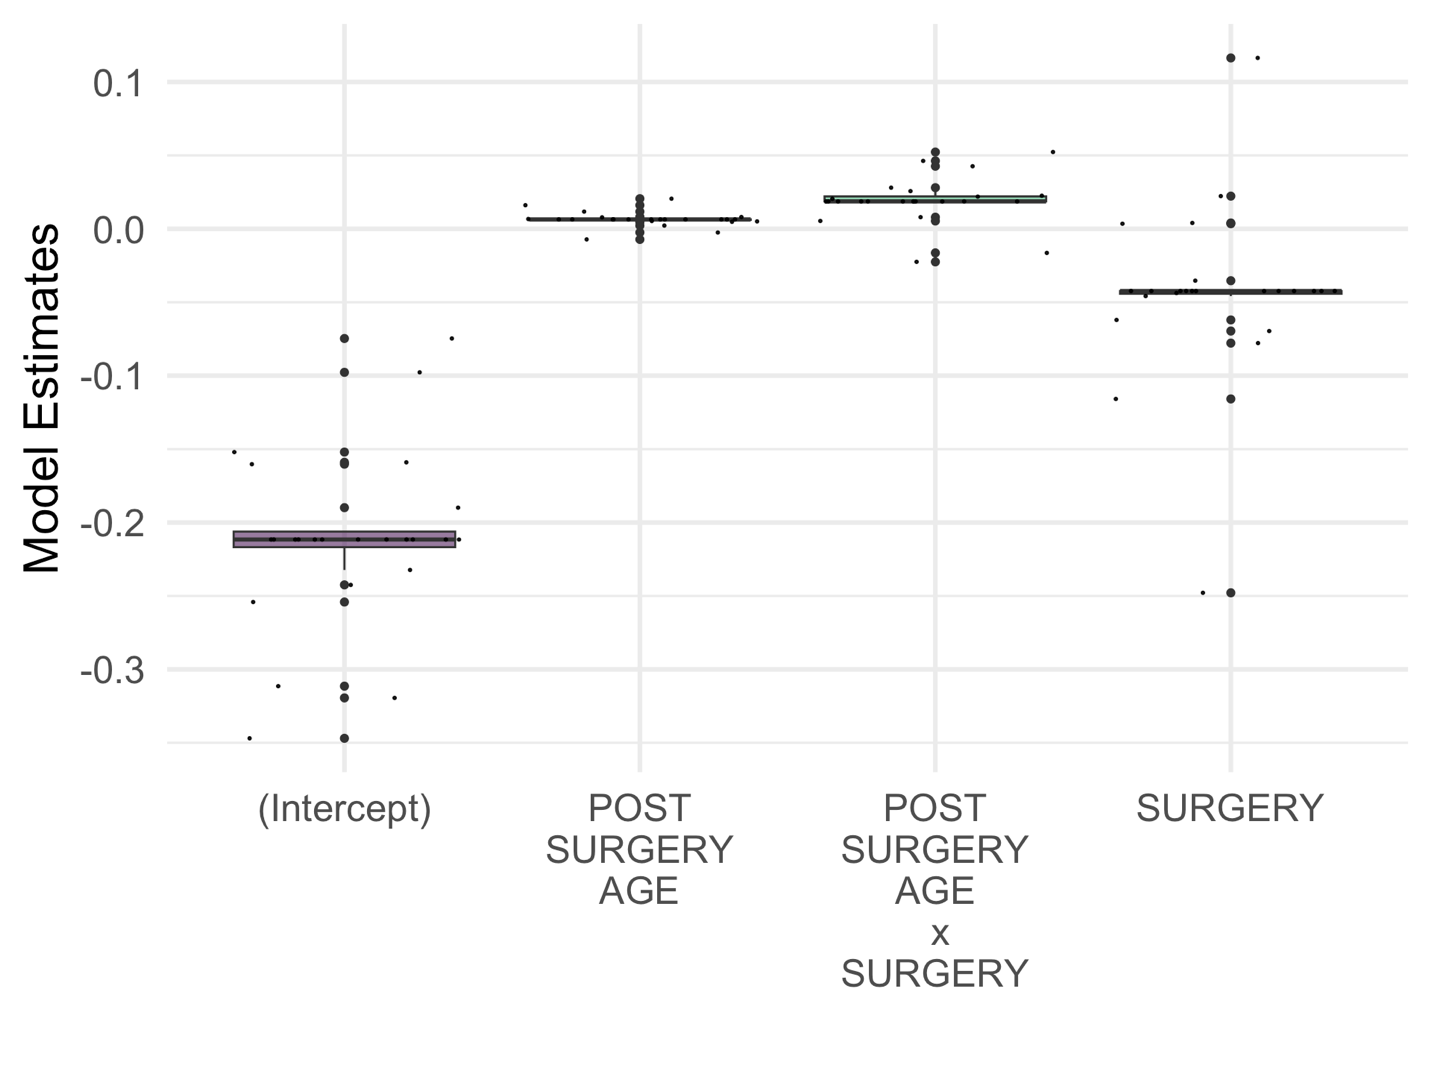 Model Estimates
0.1
0.0
-0.1
-0.2
-0.3
(Intercept)
POST
SURGERY
AGE
POST
SURGERY
AGE
x
SURGERY
SURGERY